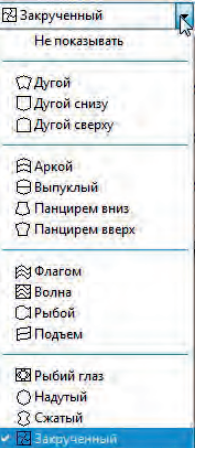 Закрученный
Не показывать
Дугой
Дугой снизу
Дугой сверху
Аркой
Выпуклый
Панцирем вниз
Панцирем вверх
Флагом
Волна
Рыбой
Подъем
Рыбий глаз
Надутый
Сжатый
Закрученный